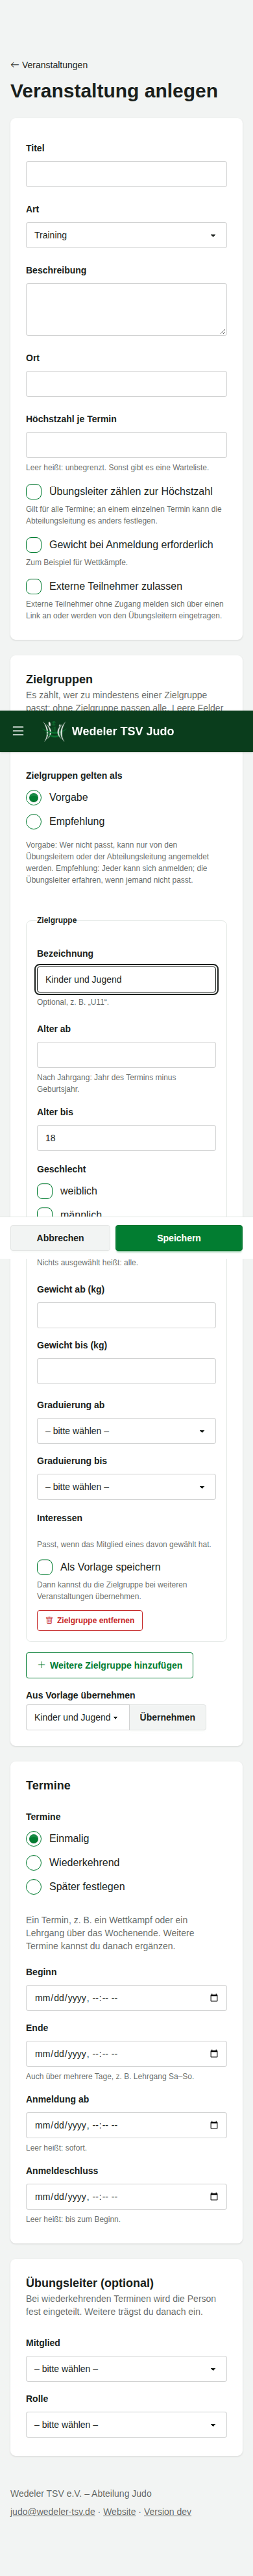 ← Veranstaltungen
Veranstaltung anlegen
Titel
Art
Training
Beschreibung
Ort
Höchstzahl je Termin
Leer heißt: unbegrenzt. Sonst gibt es eine Warteliste.
Übungsleiter zählen zur Höchstzahl
Gilt für alle Termine; an einem einzelnen Termin kann die
Abteilungsleitung es anders festlegen.
Gewicht bei Anmeldung erforderlich
Zum Beispiel für Wettkämpfe.
Externe Teilnehmer zulassen
Externe Teilnehmer ohne Zugang melden sich über einen
Link an oder werden von den Übungsleitern eingetragen.
Zielgruppen
Es zählt, wer zu mindestens einer Zielgruppe
passt; ohne Zielgruppe passen alle. Leere Felder
Wedeler TSV Judo
Zielgruppen gelten als
Vorgabe
Empfehlung
Vorgabe: Wer nicht passt, kann nur von den
Übungsleitern oder der Abteilungsleitung angemeldet
werden. Empfehlung: Jeder kann sich anmelden; die
Übungsleiter erfahren, wenn jemand nicht passt.
Zielgruppe
Bezeichnung
Kinder und Jugend
Optional, z. B. „U11“.
Alter ab
Nach Jahrgang: Jahr des Termins minus
Geburtsjahr.
Alter bis
18
Geschlecht
weiblich
männlich
Abbrechen
Speichern
Nichts ausgewählt heißt: alle.
Gewicht ab (kg)
Gewicht bis (kg)
Graduierung ab
– bitte wählen –
Graduierung bis
– bitte wählen –
Interessen
Passt, wenn das Mitglied eines davon gewählt hat.
Als Vorlage speichern
Dann kannst du die Zielgruppe bei weiteren
Veranstaltungen übernehmen.
Zielgruppe entfernen
+ Weitere Zielgruppe hinzufügen
Aus Vorlage übernehmen
Kinder und Jugend
Übernehmen
Termine
Termine
Einmalig
Wiederkehrend
Später festlegen
Ein Termin, z. B. ein Wettkampf oder ein
Lehrgang über das Wochenende. Weitere
Termine kannst du danach ergänzen.
Beginn
mm/dd/yyyy, --:-- --
Ende
mm/dd/yyyy, --:-- --
Auch über mehrere Tage, z. B. Lehrgang Sa–So.
Anmeldung ab
mm/dd/yyyy, --:-- --
Leer heißt: sofort.
Anmeldeschluss
mm/dd/yyyy, --:-- --
Leer heißt: bis zum Beginn.
Übungsleiter (optional)
Bei wiederkehrenden Terminen wird die Person
fest eingeteilt. Weitere trägst du danach ein.
Mitglied
– bitte wählen –
Rolle
– bitte wählen –
Wedeler TSV e.V. – Abteilung Judo
judo@wedeler-tsv.de · Website · Version dev